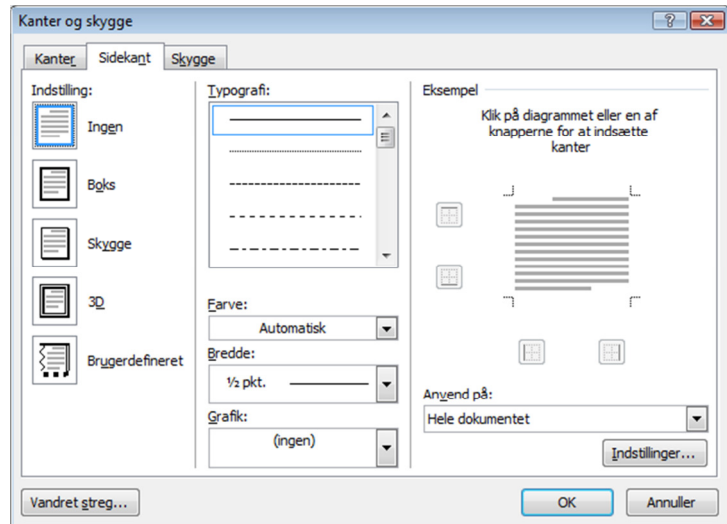 Kanter og skygge
Kanter
Sidekant
Skygge
Indstilling:
Ingen
Boks
Skygge
3D
Brugerdefineret
Typografi:
Farve:
Automatisk
Bredde:
½ pkt.
Grafik:
(ingen)
Eksempel
Klik på diagrammet eller en af
knapperne for at indsætte
kanter
Anvend på:
Hele dokumentet
Indstillinger...
Vandret streg...
OK
Annuller